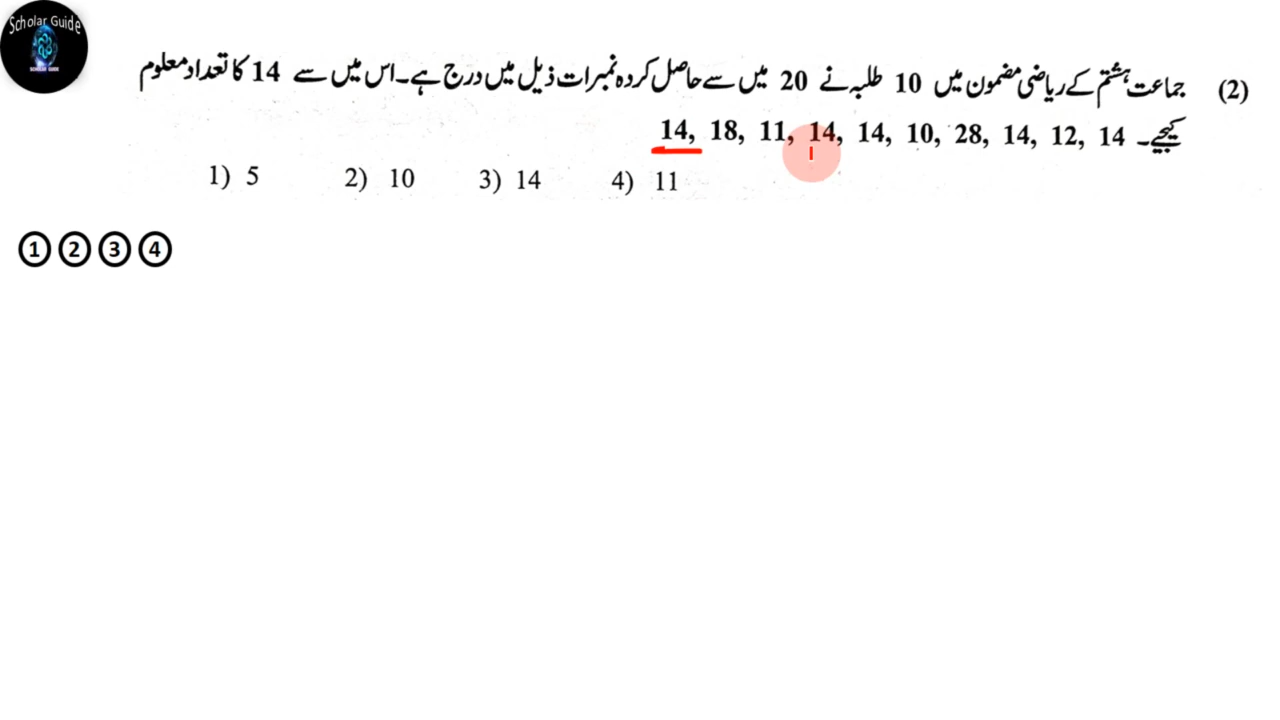 Scholar Guide
SCHOLAR GUIDE
(2) جماعت ہشتم کے ریاضی مضمون میں 10 طلبہ نے 20 میں سے حاصل کردہ نمبرات ذیل میں درج ہے۔ اس میں سے 14 کا تعداد معلوم
کیجیے۔ 14, 18, 11, 14, 14, 10, 28, 14, 12, 14
1) 5 2) 10 3) 14 4) 11
1 2 3 4